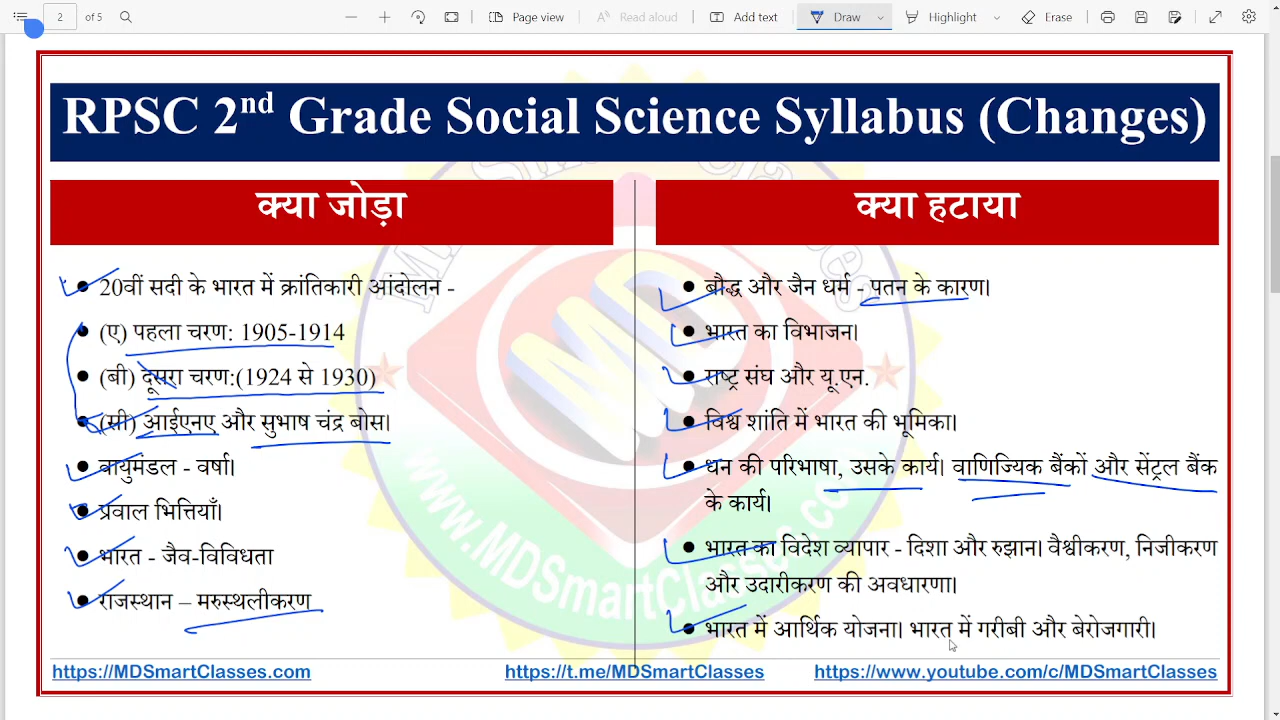 2 of 5
Page view
Read aloud
Add text
Draw
Highlight
Erase
RPSC 2nd Grade Social Science Syllabus (Changes)
क्या जोड़ा
20वीं सदी के भारत में क्रांतिकारी आंदोलन -
(ए) पहला चरण: 1905-1914
(बी) दूसरा चरण:(1924 से 1930)
(सी) आईएनए और सुभाष चंद्र बोस।
वायुमंडल - वर्षा।
प्रवाल भित्तियाँ।
भारत - जैव-विविधता
राजस्थान – मरुस्थलीकरण
क्या हटाया
बौद्ध और जैन धर्म - पतन के कारण।
भारत का विभाजन।
राष्ट्र संघ और यू.एन.
विश्व शांति में भारत की भूमिका।
धन की परिभाषा, उसके कार्य। वाणिज्यिक बैंकों और सेंट्रल बैंक
के कार्य।
भारत का विदेश व्यापार - दिशा और रुझान। वैश्वीकरण, निजीकरण
और उदारीकरण की अवधारणा।
भारत में आर्थिक योजना। भारत में गरीबी और बेरोजगारी।
MD
www.MDSmartClasses.co
https://MDSmartClasses.com
https://t.me/MDSmartClasses
https://www.youtube.com/c/MDSmartClasses